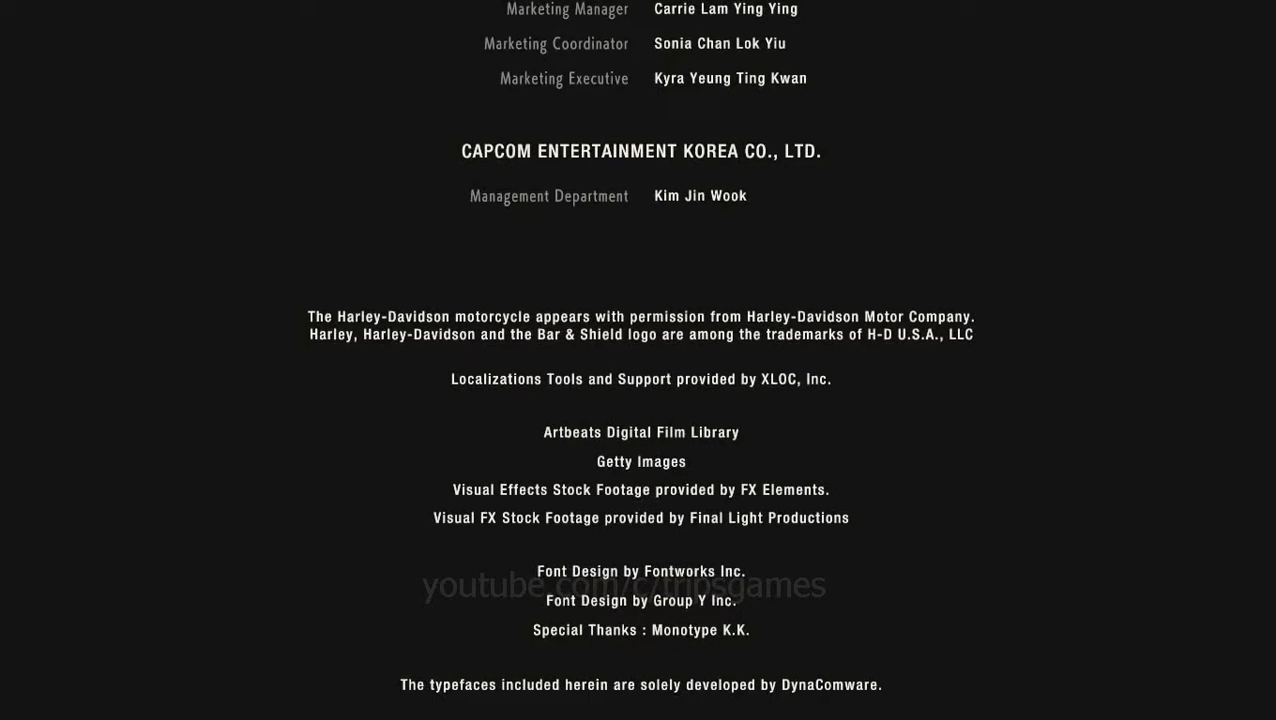 Marketing Manager Carrie Lam Ying Ying
Marketing Coordinator Sonia Chan Lok Yiu
Marketing Executive Kyra Yeung Ting Kwan
CAPCOM ENTERTAINMENT KOREA CO., LTD.
Management Department Kim Jin Wook
The Harley-Davidson motorcycle appears with permission from Harley-Davidson Motor Company.
Harley, Harley-Davidson and the Bar & Shield logo are among the trademarks of H-D U.S.A., LLC
Localizations Tools and Support provided by XLOC, Inc.
Artbeats Digital Film Library
Getty Images
Visual Effects Stock Footage provided by FX Elements.
Visual FX Stock Footage provided by Final Light Productions
Font Design by Fontworks Inc.
youtube.com/c/tripsgames
Font Design by Group Y Inc.
Special Thanks : Monotype K.K.
The typefaces included herein are solely developed by DynaComware.